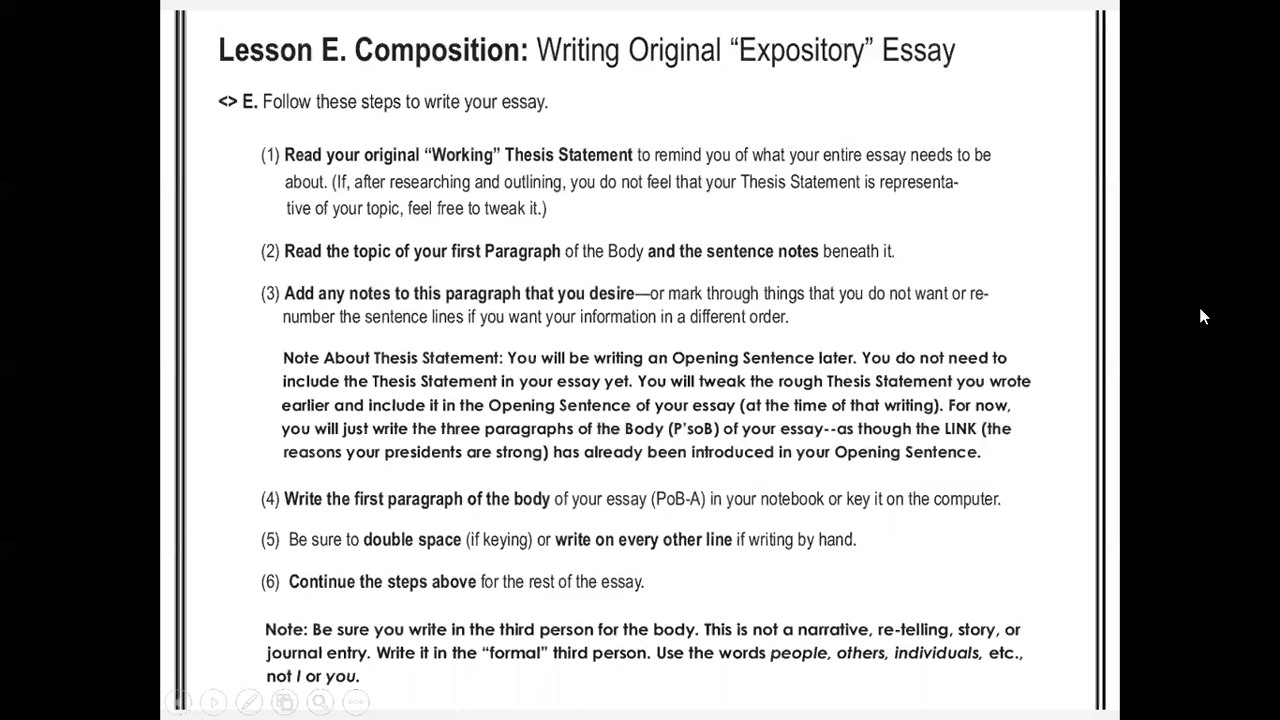 Lesson E. Composition: Writing Original “Expository” Essay
<> E. Follow these steps to write your essay.
(1) Read your original “Working” Thesis Statement to remind you of what your entire essay needs to be
about. (If, after researching and outlining, you do not feel that your Thesis Statement is representa-
tive of your topic, feel free to tweak it.)
(2) Read the topic of your first Paragraph of the Body and the sentence notes beneath it.
(3) Add any notes to this paragraph that you desire—or mark through things that you do not want or re-
number the sentence lines if you want your information in a different order.
Note About Thesis Statement: You will be writing an Opening Sentence later. You do not need to
include the Thesis Statement in your essay yet. You will tweak the rough Thesis Statement you wrote
earlier and include it in the Opening Sentence of your essay (at the time of that writing). For now,
you will just write the three paragraphs of the Body (P’soB) of your essay--as though the LINK (the
reasons your presidents are strong) has already been introduced in your Opening Sentence.
(4) Write the first paragraph of the body of your essay (PoB-A) in your notebook or key it on the computer.
(5) Be sure to double space (if keying) or write on every other line if writing by hand.
(6) Continue the steps above for the rest of the essay.
Note: Be sure you write in the third person for the body. This is not a narrative, re-telling, story, or
journal entry. Write it in the “formal” third person. Use the words people, others, individuals, etc.,
not I or you.